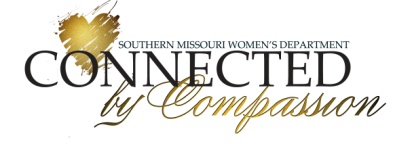 SOUTHERN MISSOURI WOMEN'S DEPARTMENT
CONNECTED
by Compassion